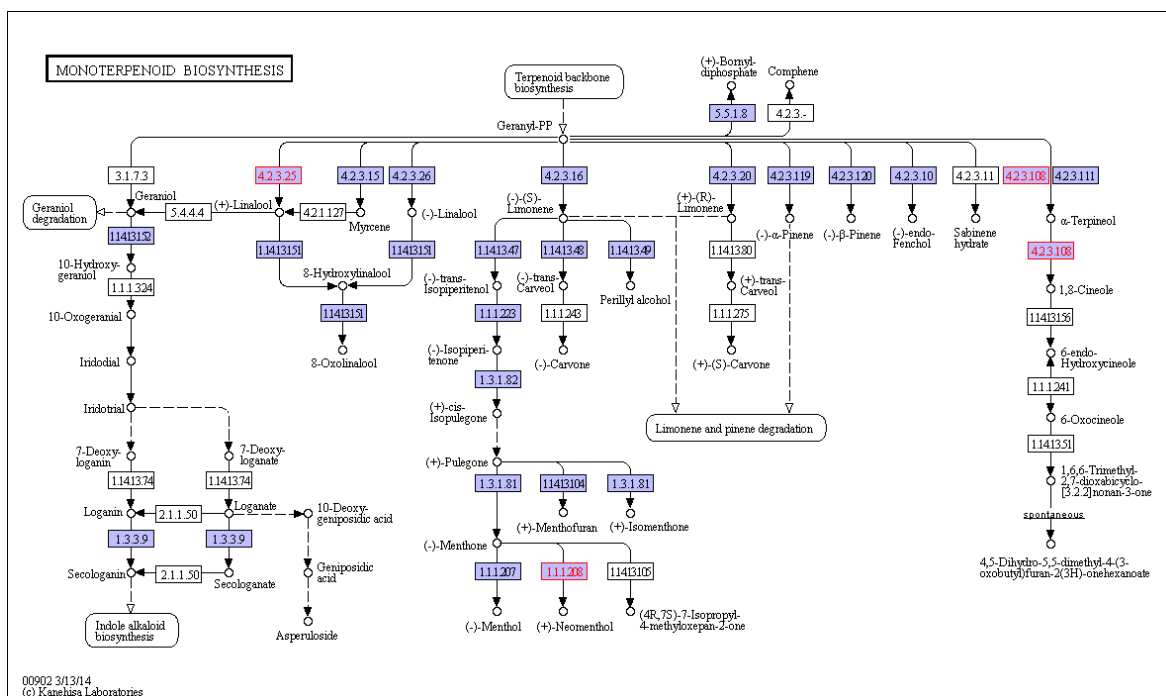 MONOTERPENOID BIOSYNTHESIS
Terpenoid backbone
biosynthesis
(+)-Bornyl-
diphosphate
Comphene
5.5.1.8
4.2.3.-
Geranyl-PP
3.1.7.3
4.2.3.25
4.2.3.15
4.2.3.26
4.2.3.16
4.2.3.20
4.2.3.119
4.2.3.120
4.2.3.10
4.2.3.11
4.2.3.108
4.2.3.111
Geraniol
degradation
Geraniol
5.4.4.4
(+)-Linalool
4.2.1.127
Myrcene
(-)-Linalool
(-)-(S)-
Limonene
(+)-(R)-
Limonene
(-)-α-Pinene
(-)-β-Pinene
(-)-endo-
Fenchol
Sabinene
hydrate
α-Terpineol
1.14.13.152
1.14.13.151
1.14.13.151
1.14.13.47
1.14.13.48
1.14.13.49
1.14.13.80
4.2.3.108
10-Hydroxy-
geraniol
8-Hydroxylinalool
(-)-trans-
Isopiperitenol
(-)-trans-
Carveol
Perillyl alcohol
(+)-trans-
Carveol
1,8-Cineole
1.1.1.324
1.14.13.151
1.1.1.223
1.1.1.243
1.1.1.275
1.14.13.156
10-Oxogeranial
8-Oxolinalool
(-)-Isopiperi-
tenone
(-)-Carvone
(+)-(S)-Carvone
6-endo-
Hydroxycineole
Iridodial
1.3.1.82
1.1.1.241
Iridotrial
(+)-cis-
Isopulegone
Limonene and pinene degradation
6-Oxocineole
7-Deoxy-
loganin
7-Deoxy-
loganate
1.14.13.51
(+)-Pulegone
1,6,6-Trimethyl-
2,7-dioxabicyclo-
[3.2.2]nonan-3-one
1.14.13.74
1.14.13.74
1.3.1.81
1.14.13.104
1.3.1.81
Loganin
2.1.1.50
Loganate
10-Deoxy-
geniposidic acid
(+)-Menthofuran
(+)-Isomenthone
spontaneous
1.3.3.9
1.3.3.9
(-)-Menthone
Secologanin
2.1.1.50
Secologanate
Geniposidic
acid
1.1.1.207
1.1.1.208
1.14.13.105
4,5-Dihydro-5,5-dimethyl-4-(3-
oxobutyl)furan-2(3H)-onehexanoate
Indole alkaloid
biosynthesis
Asperuloside
(-)-Menthol
(+)-Neomenthol
(4R,7S)-7-Isopropyl-
4-methyloxepan-2-one
00902 3/13/14
(c) Kanehisa Laboratories